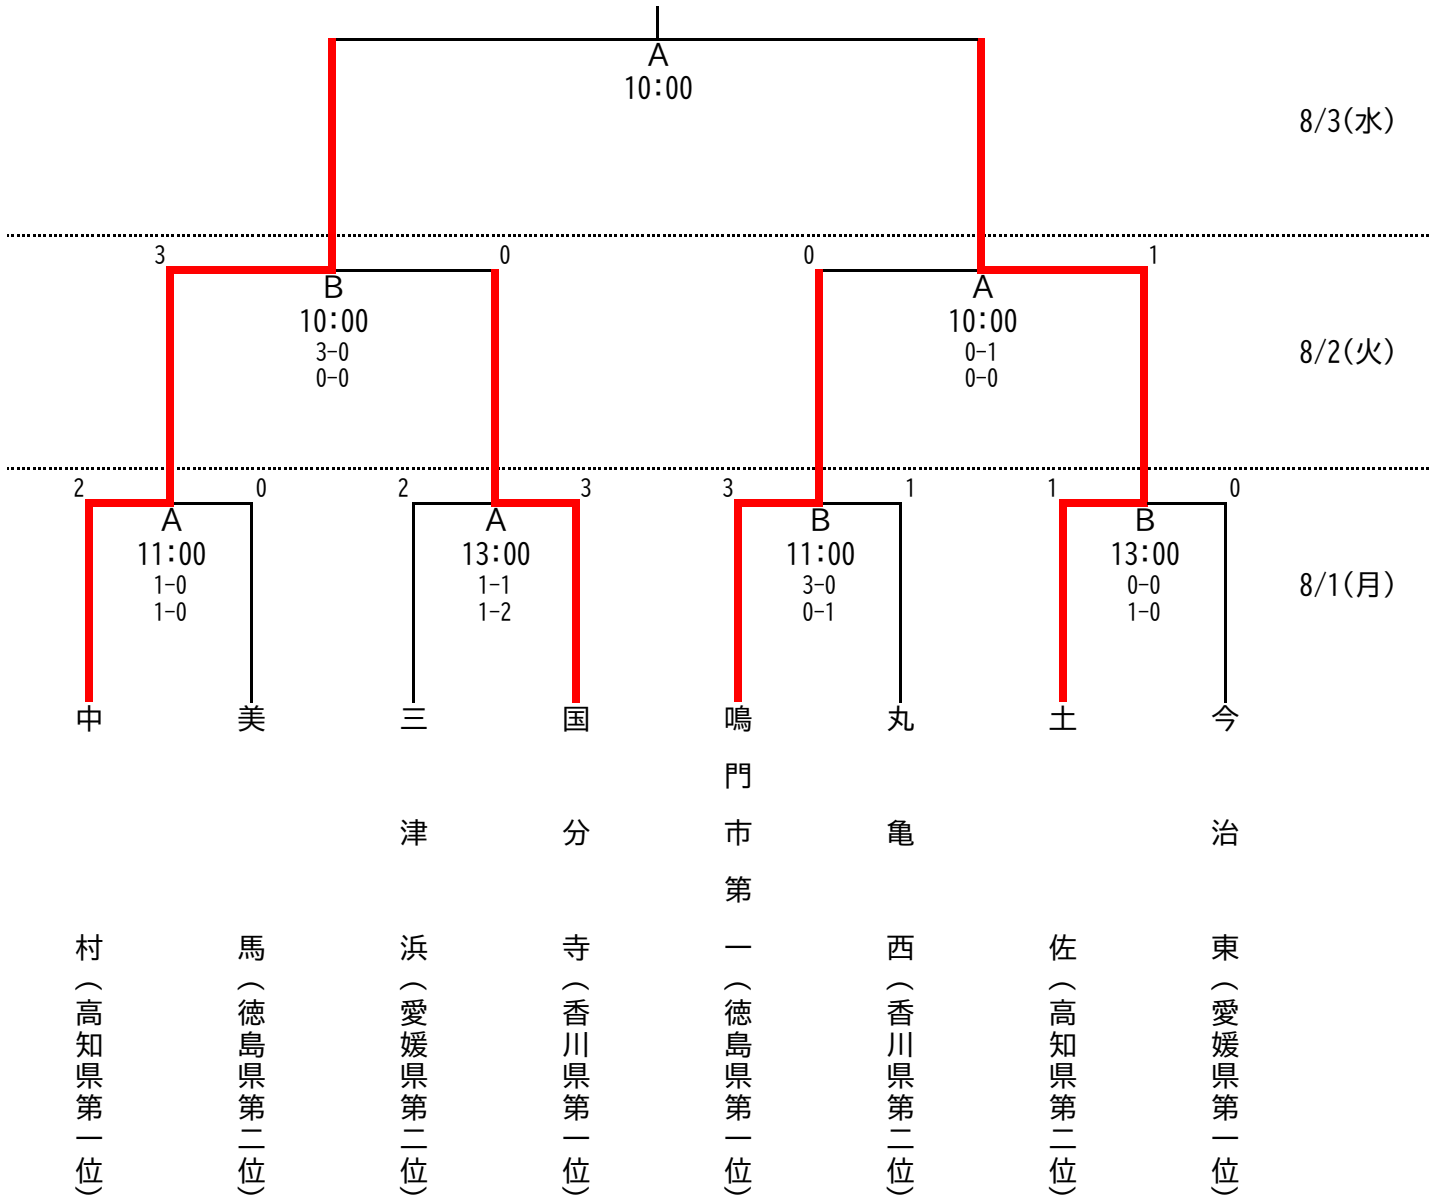 A
10:00
8/3(水)
3
0
0
1
B
10:00
3-0
0-0
A
10:00
0-1
0-0
8/2(火)
2
0
2
3
3
1
1
0
A
11:00
1-0
1-0
A
13:00
1-1
1-2
B
11:00
3-0
0-1
B
13:00
0-0
1-0
8/1(月)
中村(高知県第一位)
美馬(徳島県第二位)
三津浜(愛媛県第二位)
国分寺(香川県第一位)
鳴門市第一(徳島県第一位)
丸亀西(香川県第二位)
土佐(高知県第二位)
今治東(愛媛県第一位)